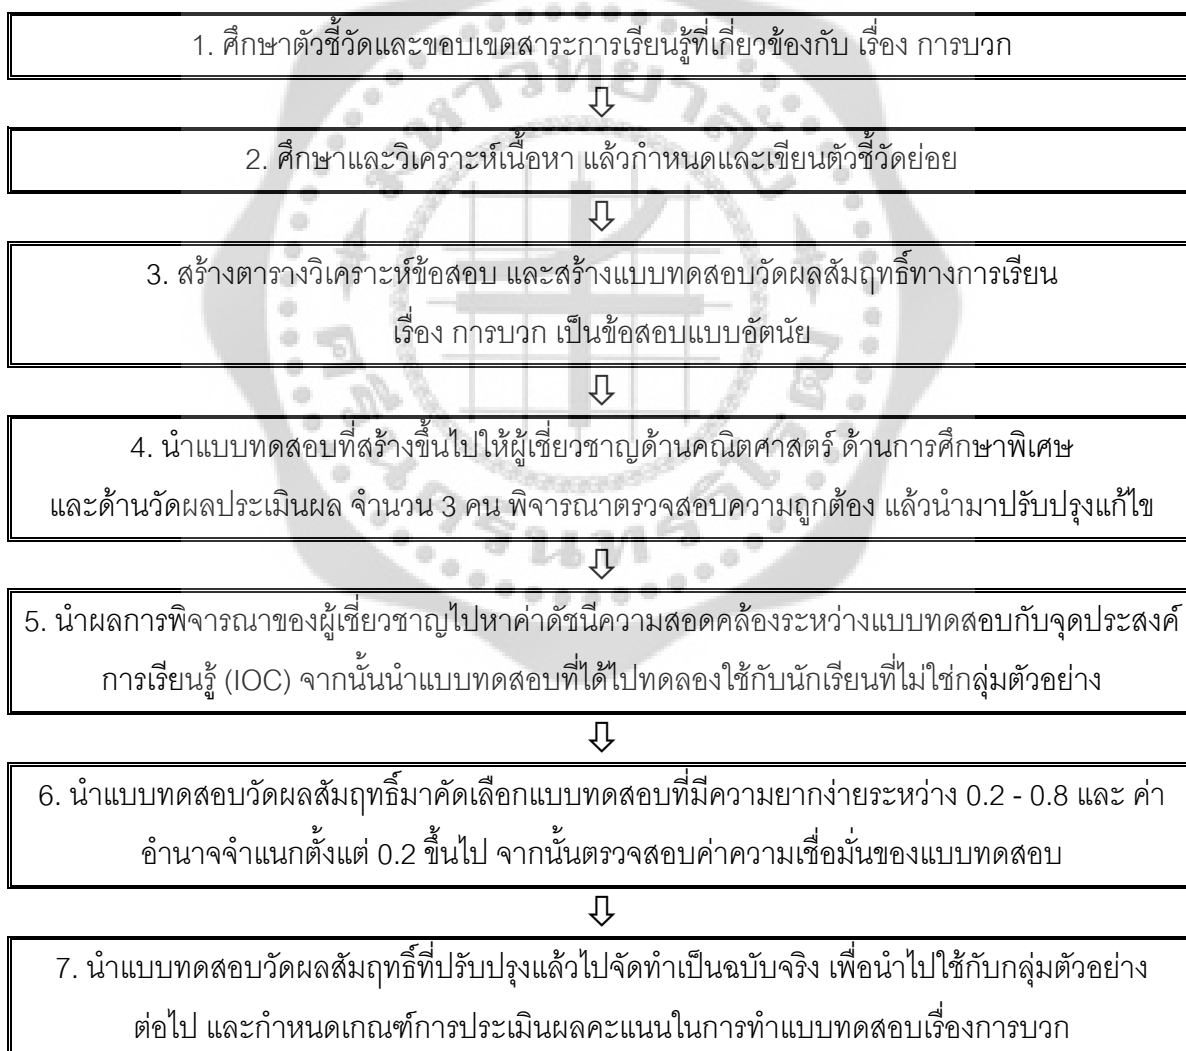 1. ศึกษาตัวชี้วัดและขอบเขตสาระการเรียนรู้ที่เกี่ยวข้องกับ เรื่อง การบวก
2. ศึกษาและวิเคราะห์เนื้อหา แล้วกำหนดและเขียนตัวชี้วัดย่อย
3. สร้างตารางวิเคราะห์ข้อสอบ และสร้างแบบทดสอบวัดผลสัมฤทธิ์ทางการเรียน
เรื่อง การบวก เป็นข้อสอบแบบอัตนัย
4. นำแบบทดสอบที่สร้างขึ้นไปให้ผู้เชี่ยวชาญด้านคณิตศาสตร์ ด้านการศึกษาพิเศษ
และด้านวัดผลประเมินผล จำนวน 3 คน พิจารณาตรวจสอบความถูกต้อง แล้วนำมาปรับปรุงแก้ไข
5. นำผลการพิจารณาของผู้เชี่ยวชาญไปหาค่าดัชนีความสอดคล้องระหว่างแบบทดสอบกับจุดประสงค์
การเรียนรู้ (IOC) จากนั้นนำแบบทดสอบที่ได้ไปทดลองใช้กับนักเรียนที่ไม่ใช่กลุ่มตัวอย่าง
6. นำแบบทดสอบวัดผลสัมฤทธิ์มาคัดเลือกแบบทดสอบที่มีความยากง่ายระหว่าง 0.2 - 0.8 และ ค่า
อำนาจจำแนกตั้งแต่ 0.2 ขึ้นไป จากนั้นตรวจสอบค่าความเชื่อมั่นของแบบทดสอบ
7. นำแบบทดสอบวัดผลสัมฤทธิ์ที่ปรับปรุงแล้วไปจัดทำเป็นฉบับจริง เพื่อนำไปใช้กับกลุ่มตัวอย่าง
ต่อไป และกำหนดเกณฑ์การประเมินผลคะแนนในการทำแบบทดสอบเรื่องการบวก
มหาวิทยาลัย
ศรีนครินทรวิโรฒ